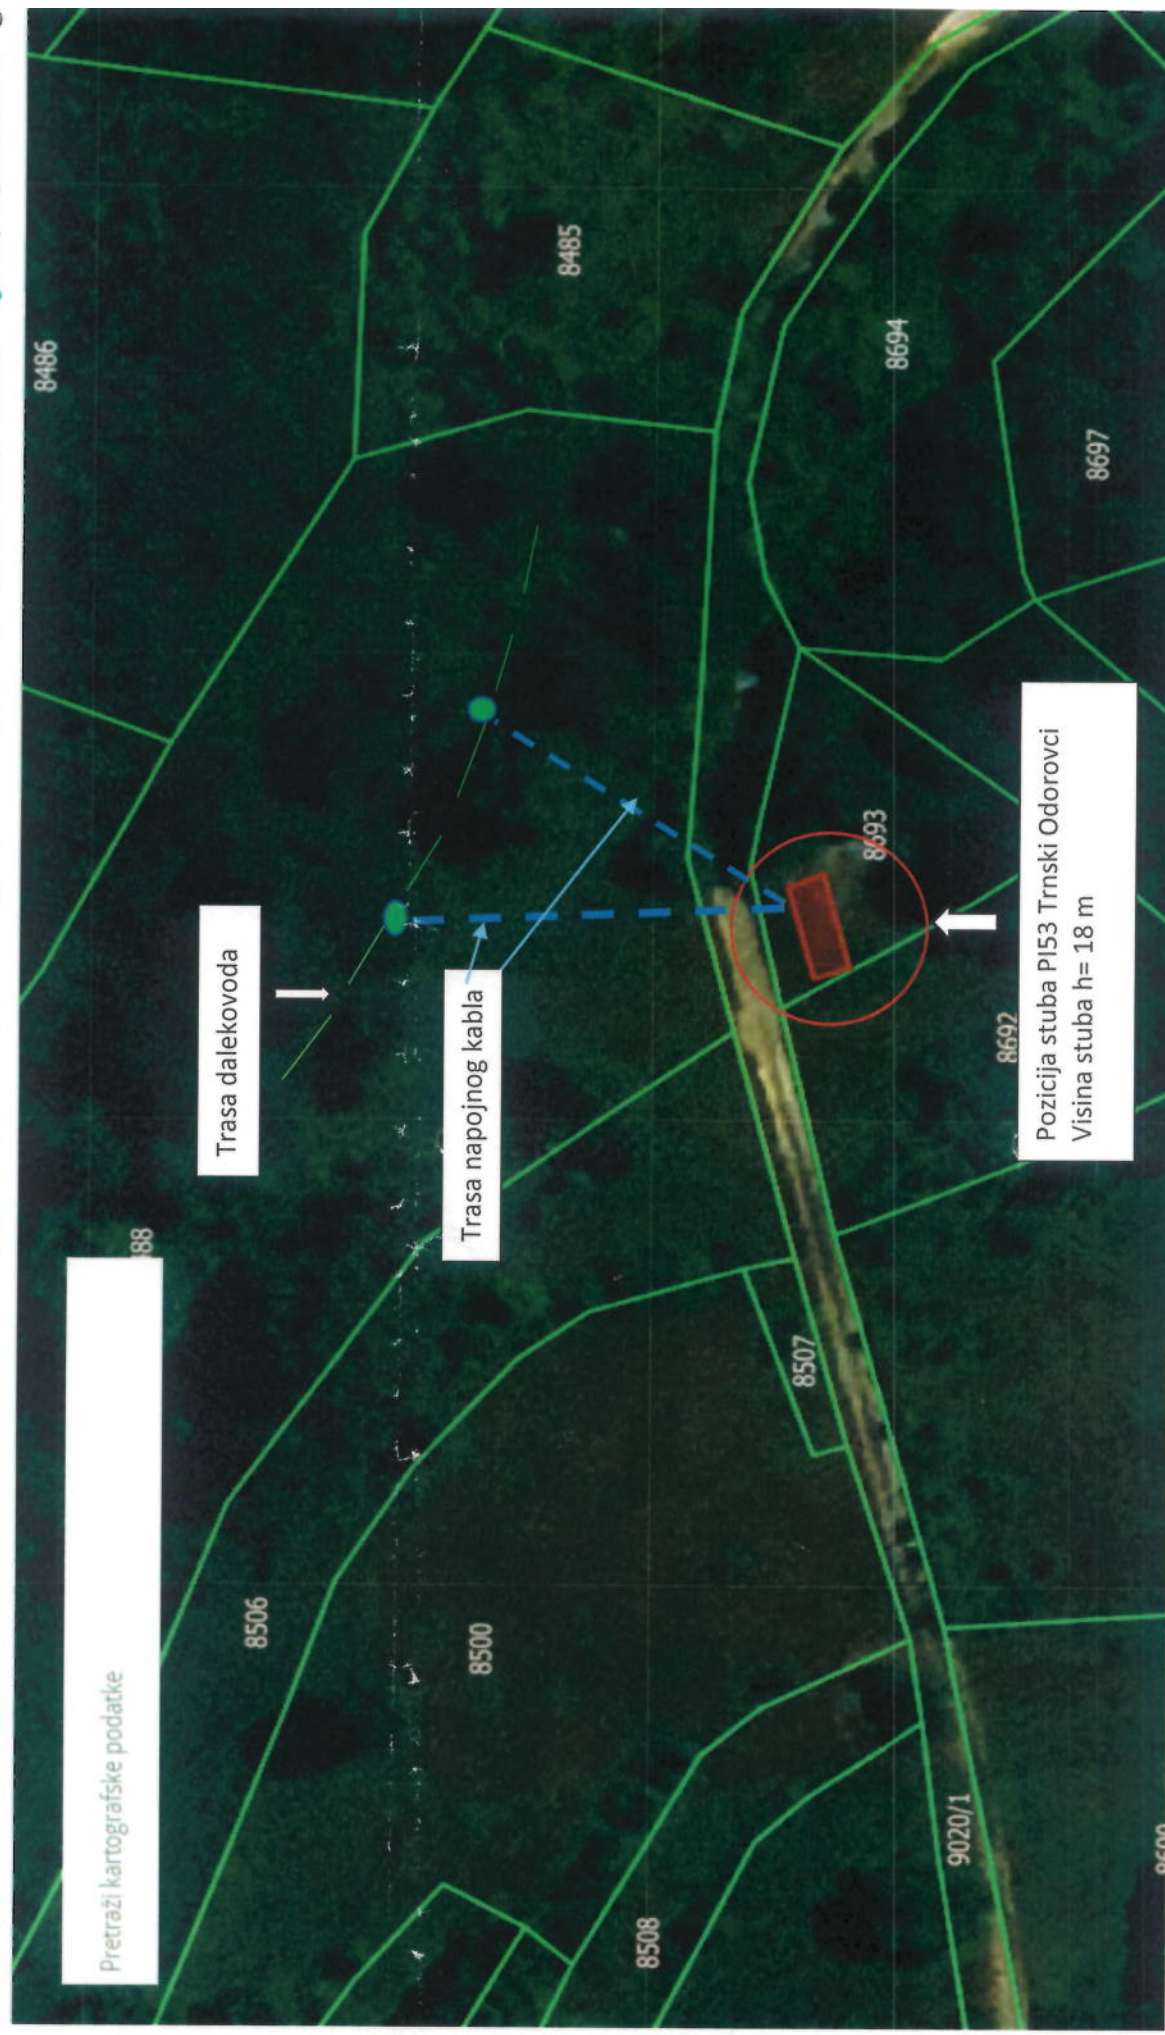 Pretraži kartografske podatke
88
8486
Trasa dalekovoda
8506
8485
Trasa napojnog kabla
8500
8508
8507
8694
8693
8692
8697
9020/1
Pozicija stuba PI53 Trnski Odorovci
Visina stuba h= 18 m